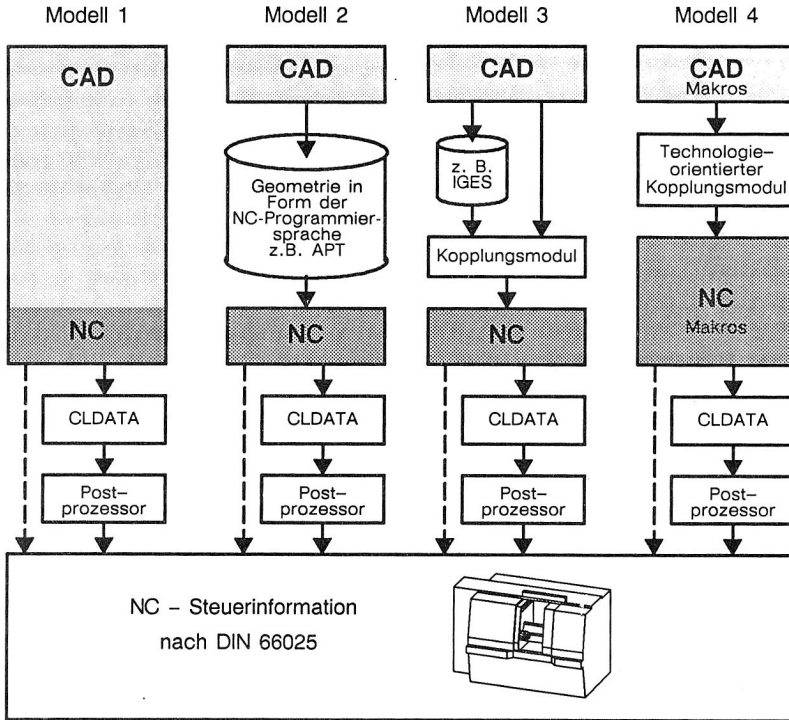 Modell 1
Modell 2
Modell 3
Modell 4
CAD
CAD
CAD
CAD
Makros
Geometrie in
Form der
NC-Programmier-
sprache
z.B. APT
z. B.
IGES
Kopplungsmodul
Technologie-
orientierter
Kopplungsmodul
NC
NC
NC
NC
Makros
CLDATA
CLDATA
CLDATA
CLDATA
Post-
prozessor
Post-
prozessor
Post-
prozessor
Post-
prozessor
NC - Steuerinformation
nach DIN 66025